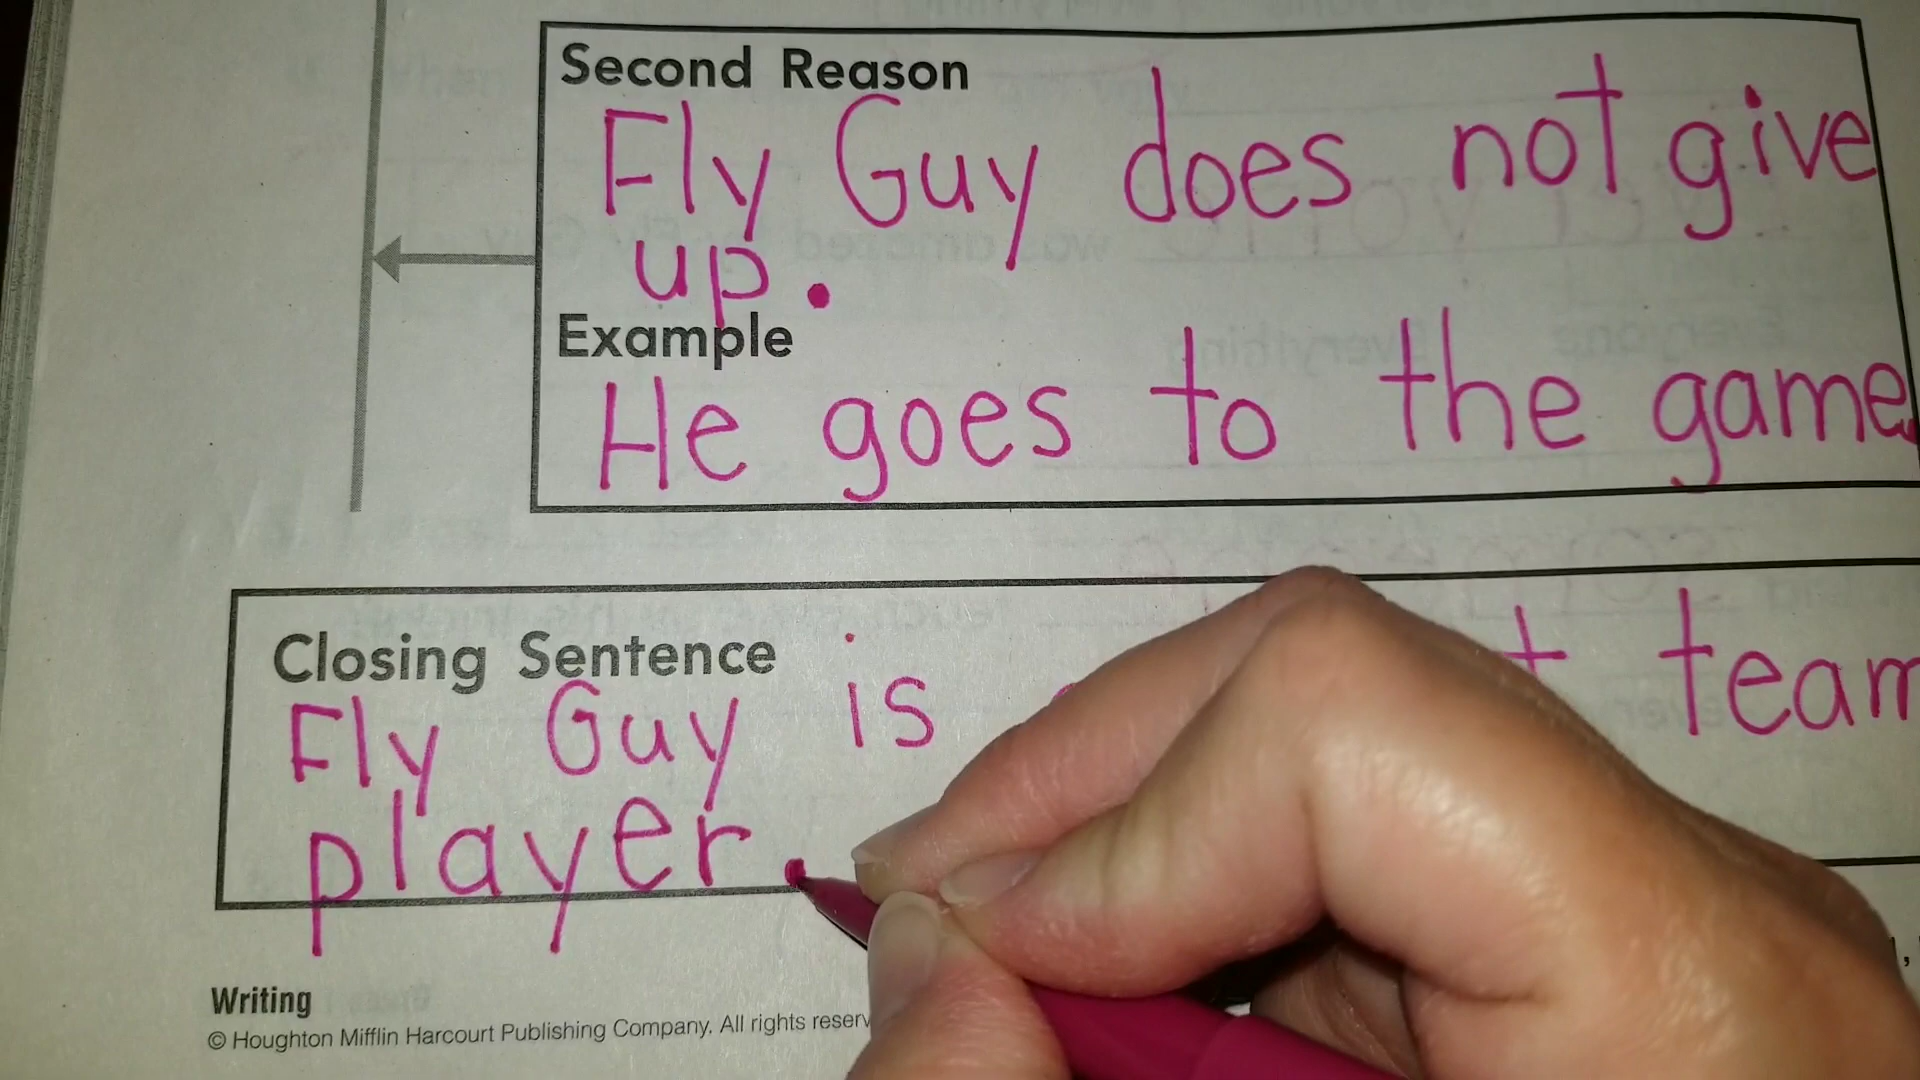 Second Reason
Fly Guy does not give
up.
Example
He goes to the game.
Closing Sentence
Fly Guy is team
player.
Writing
© Houghton Mifflin Harcourt Publishing Company. All rights reserv